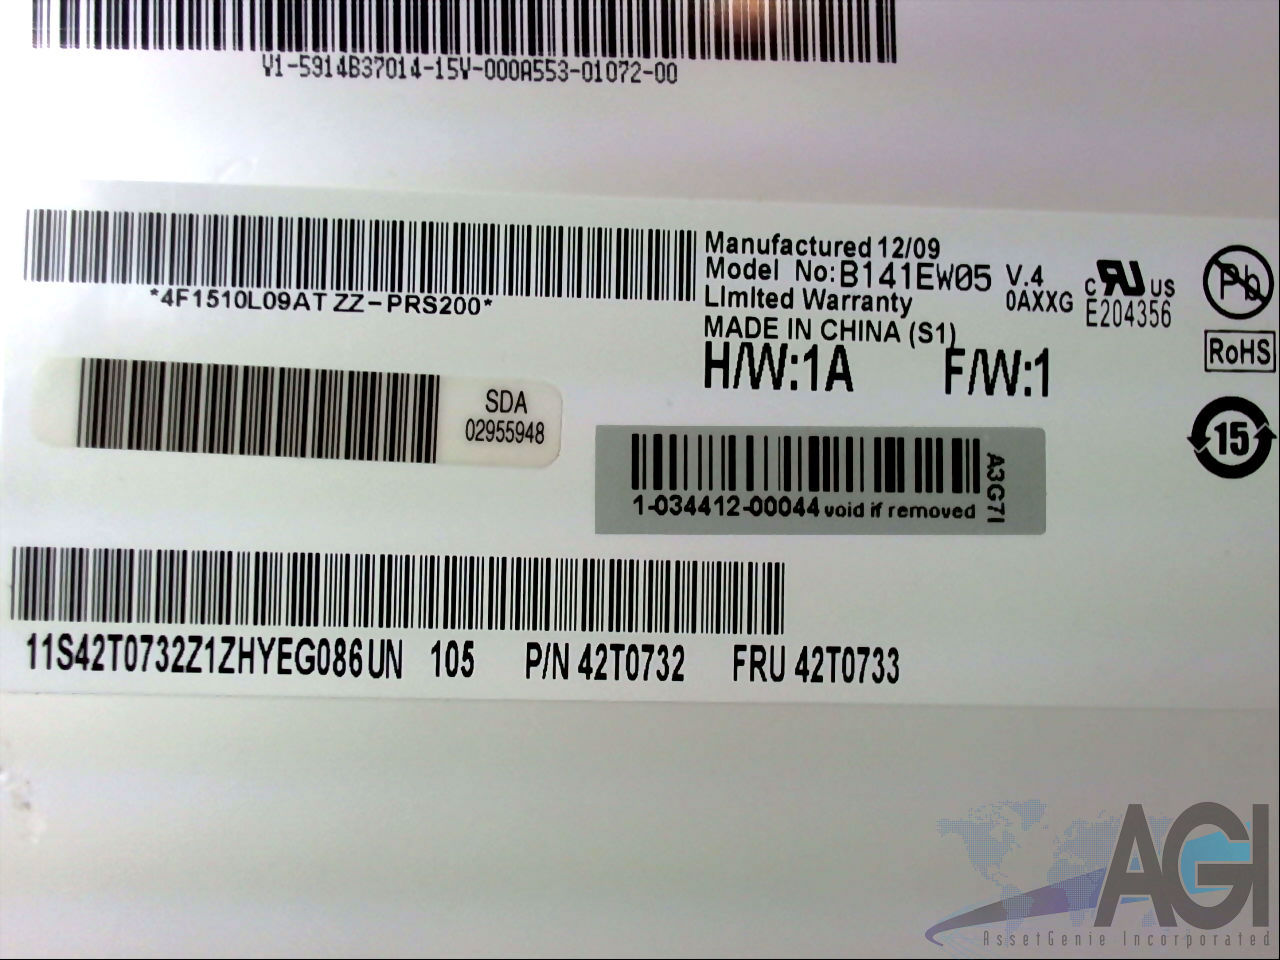 V1-5914B37014-15V-000A553-01072-00
*4F1510L09AT ZZ-PRS200*
Manufactured 12/09
Model No:B141EW05 V.4
Limited Warranty 0AXXG
MADE IN CHINA (S1)
H/W:1A F/W:1
c RU US
E204356
Pb
RoHS
15
SDA
02955948
1-034412-00044 void if removed
A3G7I
11S42T0732Z1ZHYEG086UN 105 P/N 42T0732 FRU 42T0733
AGI
AssetGenie Incorporated